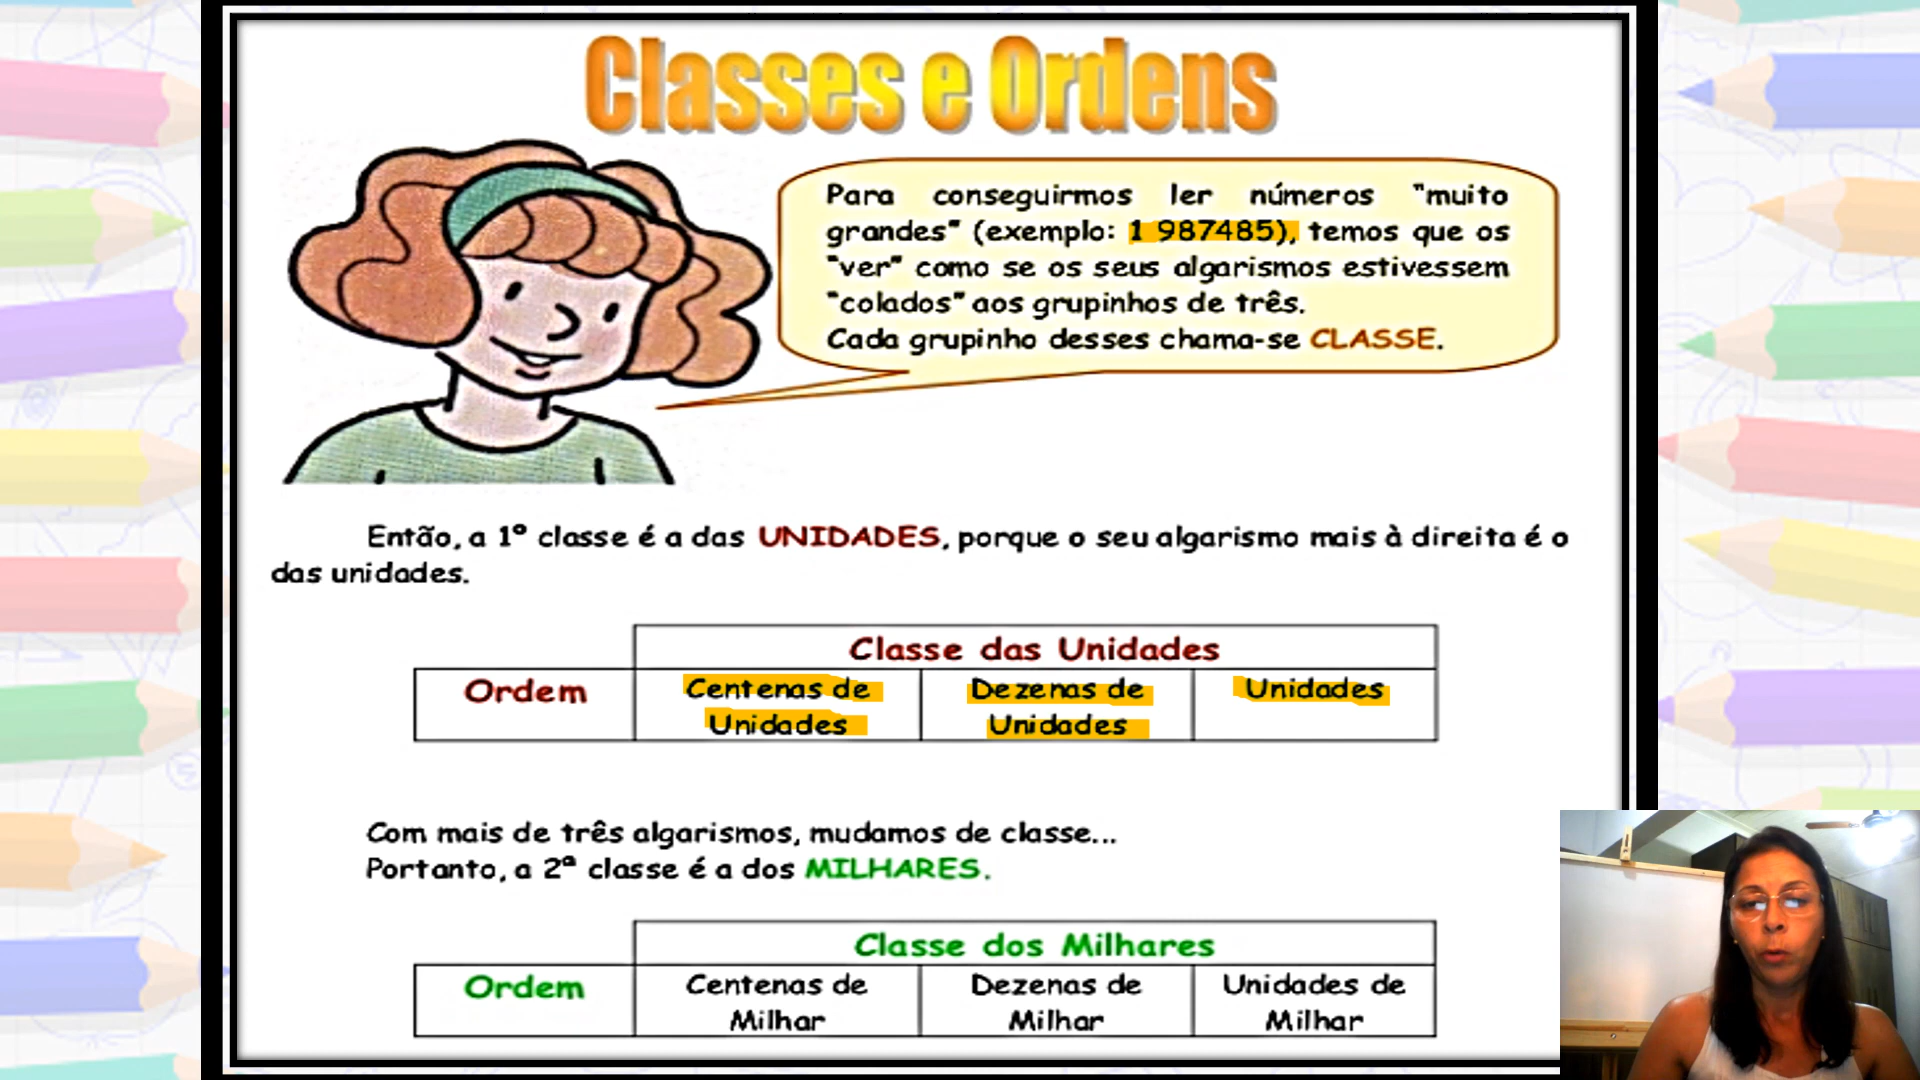 Classes e Ordens
Para conseguirmos ler números "muito
grandes" (exemplo: 1 987485), temos que os
"ver" como se os seus algarismos estivessem
"colados" aos grupinhos de três.
Cada grupinho desses chama-se CLASSE.
Então, a 1ª classe é a das UNIDADES, porque o seu algarismo mais à direita é o
das unidades.
Classe das Unidades
Ordem Centenas de Dezenas de Unidades
Unidades Unidades
Com mais de três algarismos, mudamos de classe...
Portanto, a 2ª classe é a dos MILHARES.
Classe dos Milhares
Ordem Centenas de Dezenas de Unidades de
Milhar Milhar Milhar